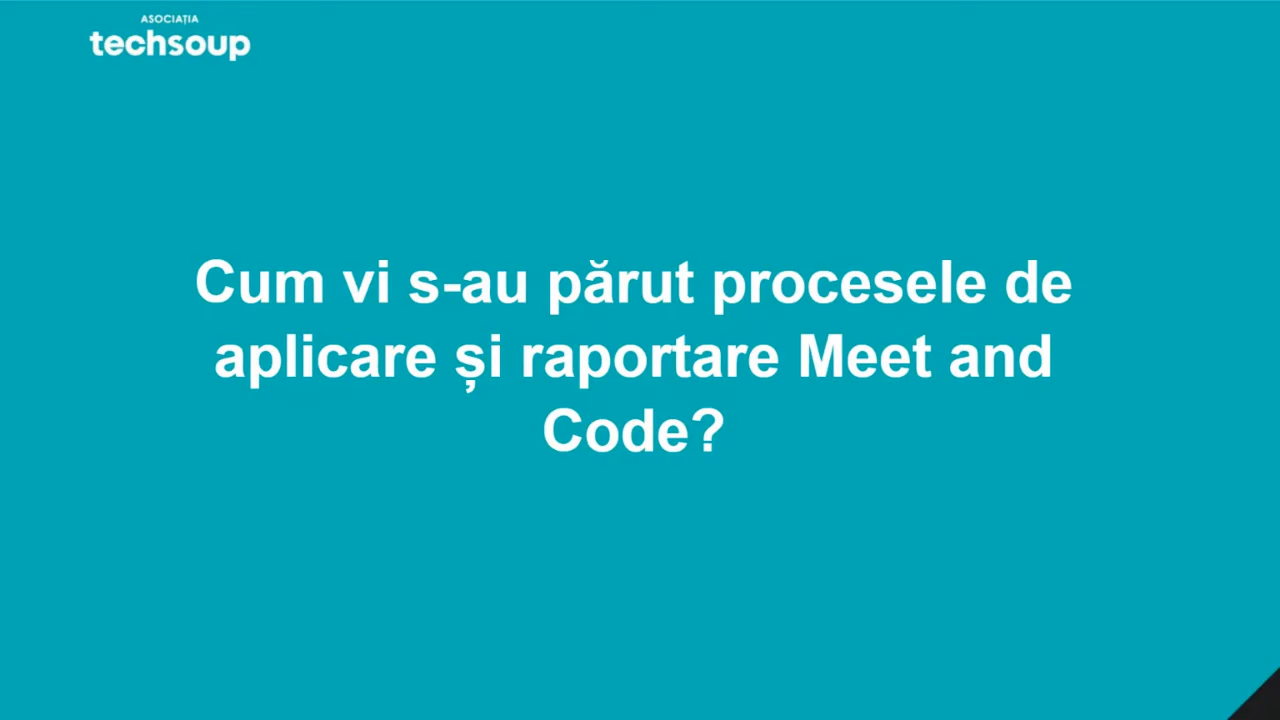 ASOCIAȚIA
techsoup
Cum vi s-au părut procesele de
aplicare și raportare Meet and
Code?